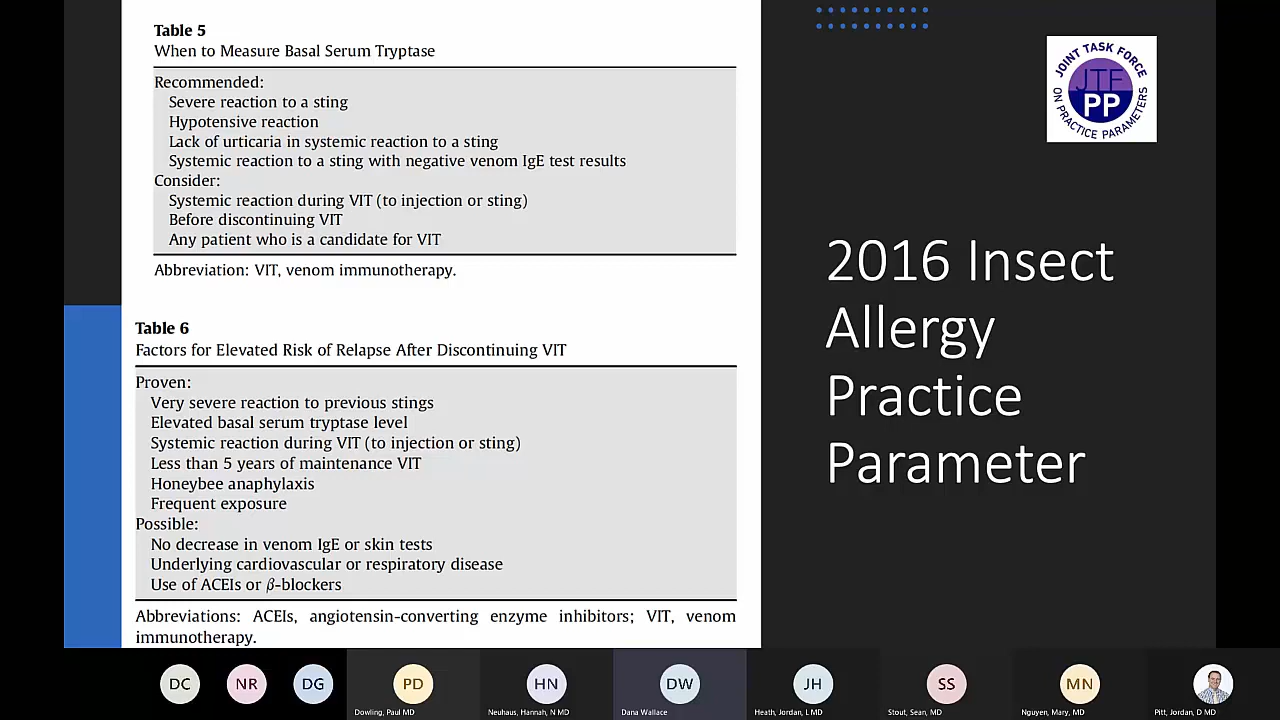 Table 5
When to Measure Basal Serum Tryptase
Recommended:
Severe reaction to a sting
Hypotensive reaction
Lack of urticaria in systemic reaction to a sting
Systemic reaction to a sting with negative venom IgE test results
Consider:
Systemic reaction during VIT (to injection or sting)
Before discontinuing VIT
Any patient who is a candidate for VIT
Abbreviation: VIT, venom immunotherapy.
Table 6
Factors for Elevated Risk of Relapse After Discontinuing VIT
Proven:
Very severe reaction to previous stings
Elevated basal serum tryptase level
Systemic reaction during VIT (to injection or sting)
Less than 5 years of maintenance VIT
Honeybee anaphylaxis
Frequent exposure
Possible:
No decrease in venom IgE or skin tests
Underlying cardiovascular or respiratory disease
Use of ACEIs or β-blockers
Abbreviations: ACEIs, angiotensin-converting enzyme inhibitors; VIT, venom
immunotherapy.
JOINT TASK FORCE
JTF
PP
ON PRACTICE PARAMETERS
2016 Insect
Allergy
Practice
Parameter
DC
NR
DG
PD
Dowling, Paul MD
HN
Neuhaus, Hannah, N MD
DW
Dana Wallace
JH
Heath, Jordan, L MD
SS
Stout, Sean, MD
MN
Nguyen, Mary, MD
Pitt, Jordan, D MD